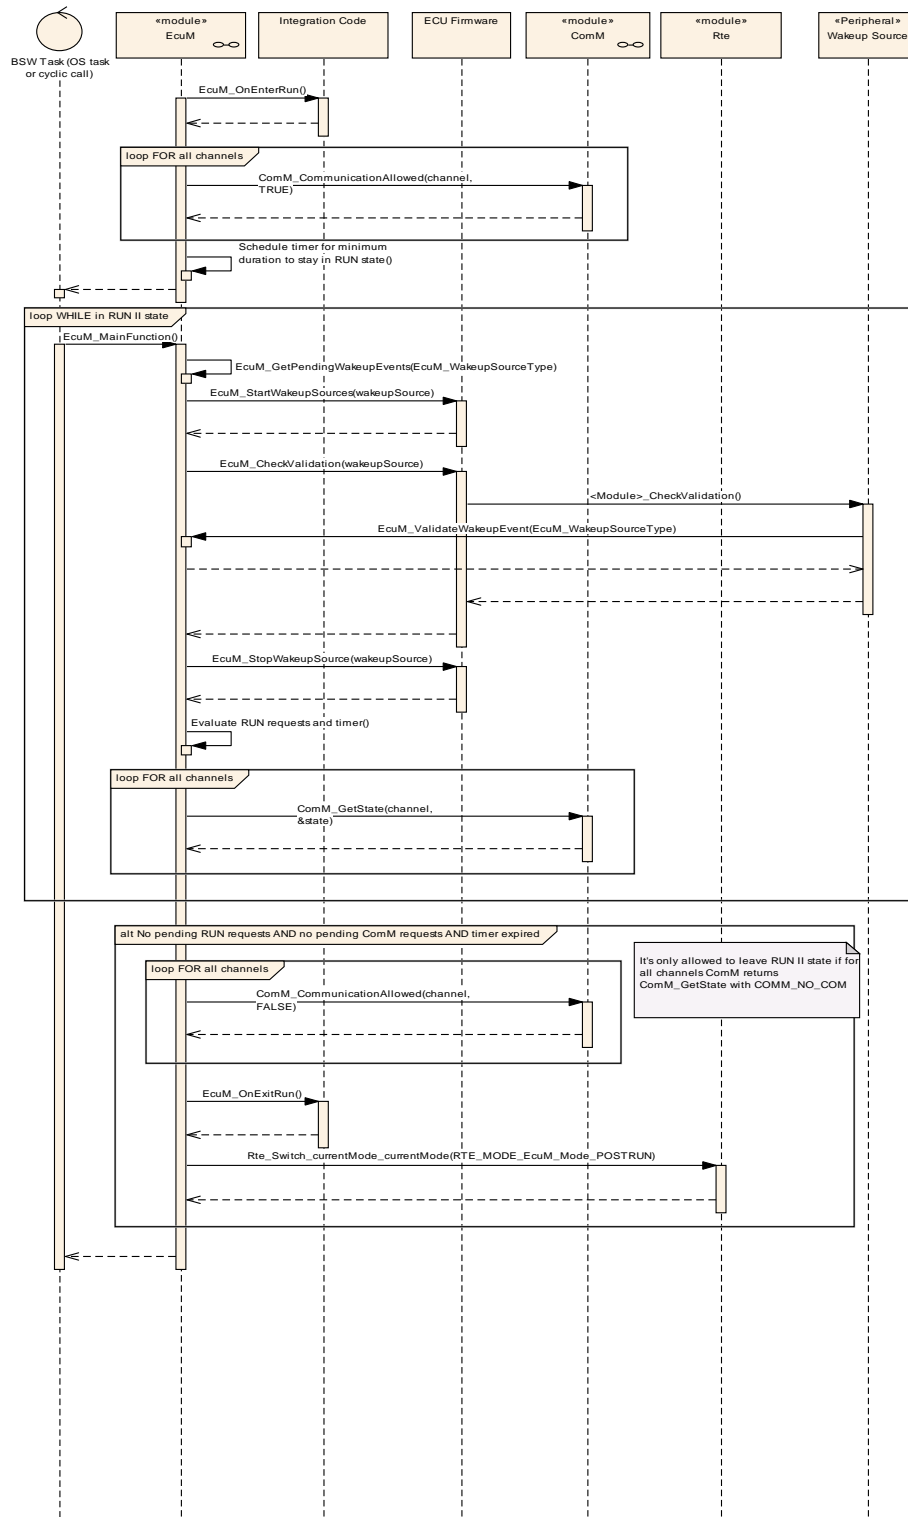 «module»
EcuM
Integration Code
ECU Firmware
«module»
ComM
«module»
Rte
«Peripheral»
Wakeup Source
BSW Task (OS task
or cyclic call)
EcuM_OnEnterRun()
loop FOR all channels
ComM_CommunicationAllowed(channel,
TRUE)
Schedule timer for minimum
duration to stay in RUN state()
loop WHILE in RUN II state
EcuM_MainFunction()
EcuM_GetPendingWakeupEvents(EcuM_WakeupSourceType)
EcuM_StartWakeupSources(wakeupSource)
EcuM_CheckValidation(wakeupSource)
<Module>_CheckValidation()
EcuM_ValidateWakeupEvent(EcuM_WakeupSourceType)
EcuM_StopWakeupSource(wakeupSource)
Evaluate RUN requests and timer()
loop FOR all channels
ComM_GetState(channel,
&state)
alt No pending RUN requests AND no pending ComM requests AND timer expired
It's only allowed to leave RUN II state if for
all channels ComM returns
ComM_GetState with COMM_NO_COM
loop FOR all channels
ComM_CommunicationAllowed(channel,
FALSE)
EcuM_OnExitRun()
Rte_Switch_currentMode_currentMode(RTE_MODE_EcuM_Mode_POSTRUN)